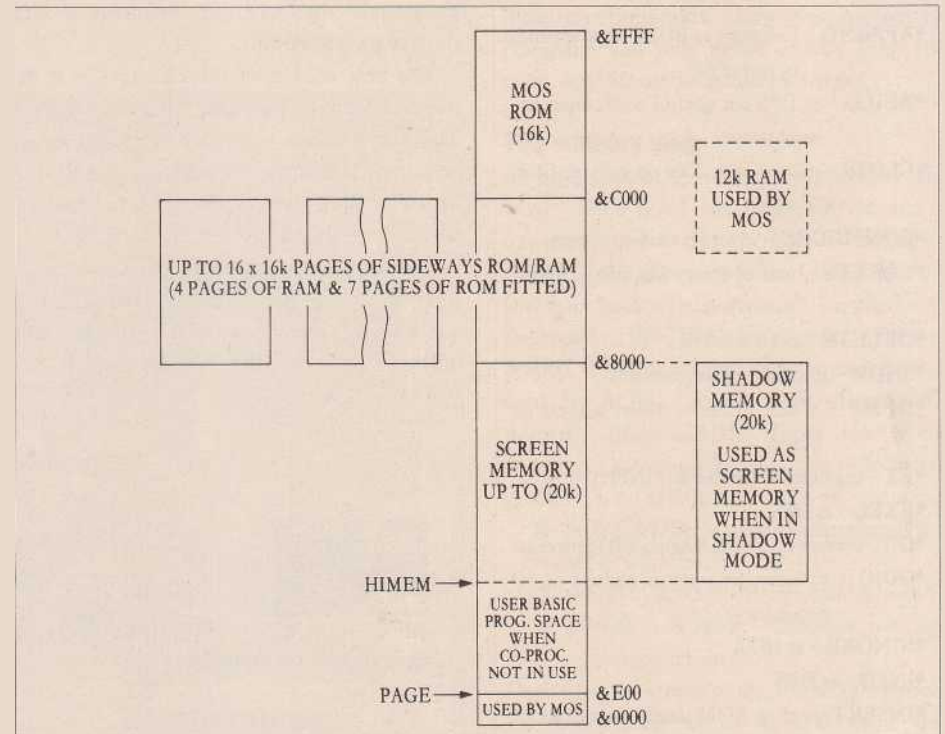 &FFFF
MOS
ROM
(16k)
12k RAM
USED BY
MOS
&C000
UP TO 16 x 16k PAGES OF SIDEWAYS ROM/RAM
(4 PAGES OF RAM & 7 PAGES OF ROM FITTED)
&8000
SHADOW
MEMORY
(20k)
USED AS
SCREEN
MEMORY
WHEN IN
SHADOW
MODE
SCREEN
MEMORY
UP TO (20k)
HIMEM
USER BASIC
PROG. SPACE
WHEN
CO-PROC.
NOT IN USE
PAGE
&E00
USED BY MOS
&0000